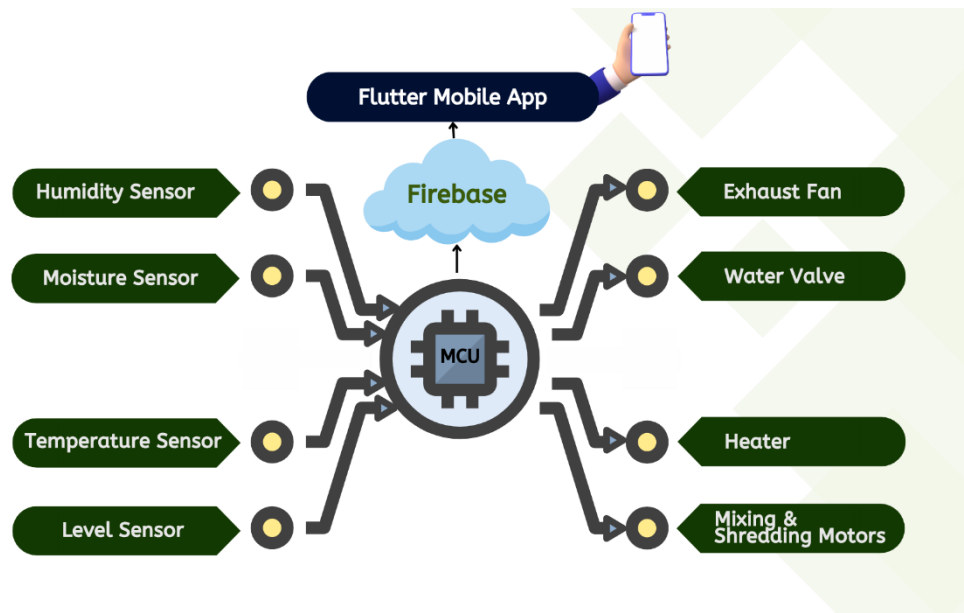 Flutter Mobile App
Firebase
Humidity Sensor
Moisture Sensor
Temperature Sensor
Level Sensor
MCU
Exhaust Fan
Water Valve
Heater
Mixing &
Shredding Motors